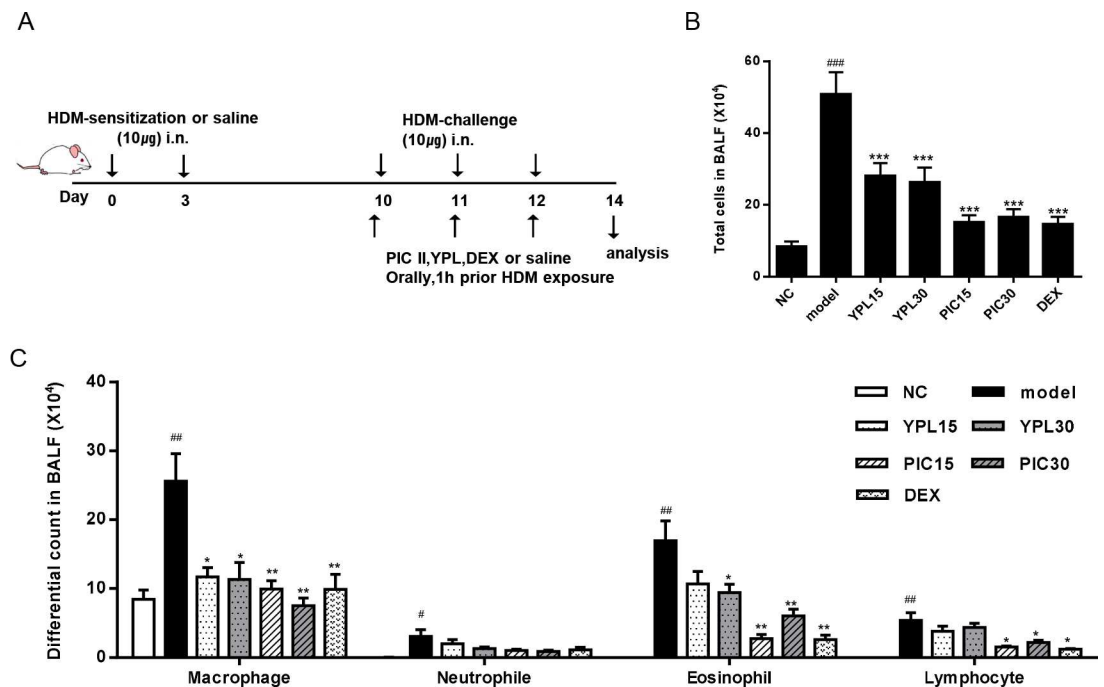 A
HDM-sensitization or saline
(10μg) i.n.
HDM-challenge
(10μg) i.n.
Day
0
3
10
11
12
14
PIC II,YPL,DEX or saline
Orally,1h prior HDM exposure
analysis
B
Total cells in BALF (X10⁴)
60
40
20
0
###
***
***
***
***
***
NC
model
YPL15
YPL30
PIC15
PIC30
DEX
C
Differential count in BALF (X10⁴)
40
30
20
10
0
NC
model
YPL15
YPL30
PIC15
PIC30
DEX
##
*
*
**
**
**
#
##
*
**
**
**
##
*
*
*
Macrophage
Neutrophile
Eosinophil
Lymphocyte